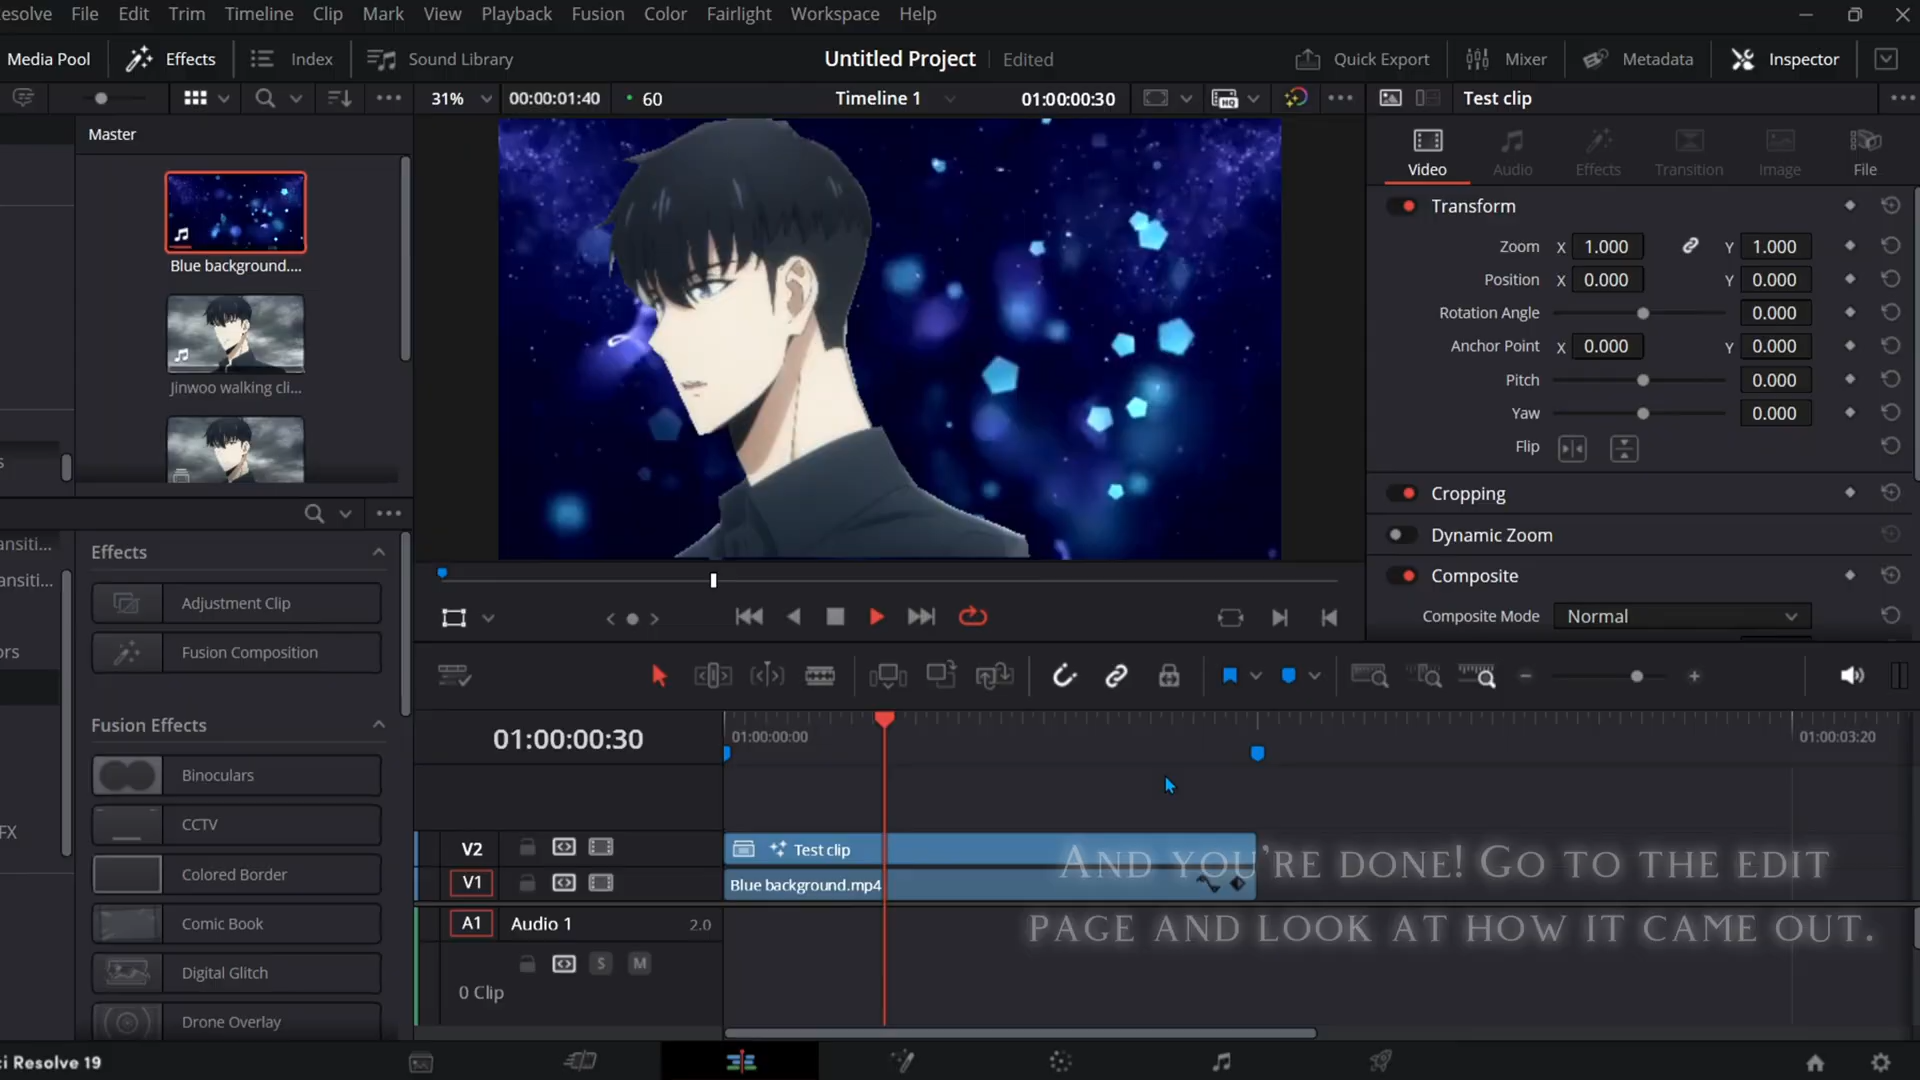 esolve File Edit Trim Timeline Clip Mark View Playback Fusion Color Fairlight Workspace Help
Media Pool Effects Index Sound Library Untitled Project Edited Quick Export Mixer Metadata Inspector
31% 00:00:01:40 60 Timeline 1 01:00:00:30 Test clip
Master
Blue background....
Jinwoo walking cli...
Video Audio Effects Transition Image File
Transform
Zoom X 1.000 Y 1.000
Position X 0.000 Y 0.000
Rotation Angle 0.000
Anchor Point X 0.000 Y 0.000
Pitch 0.000
Yaw 0.000
Flip
Cropping
Dynamic Zoom
Composite
Composite Mode Normal
ansiti...
ansiti...
ors
FX
Effects
Adjustment Clip
Fusion Composition
Fusion Effects
Binoculars
CCTV
Colored Border
Comic Book
Digital Glitch
Drone Overlay
01:00:00:30 01:00:00:00 01:00:03:20
V2 Test clip
V1 Blue background.mp4
A1 Audio 1 2.0
S M
0 Clip
And you're done! Go to the edit
page and look at how it came out.
ci Resolve 19